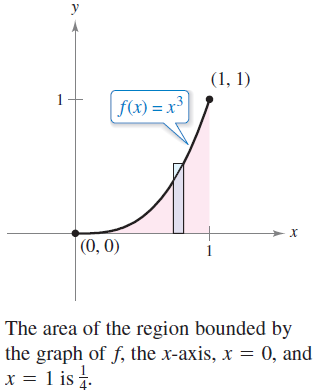 y
(1, 1)
1
f(x) = x³
x
(0, 0)
1
The area of the region bounded by
the graph of f, the x-axis, x = 0, and
x = 1 is 1/4.